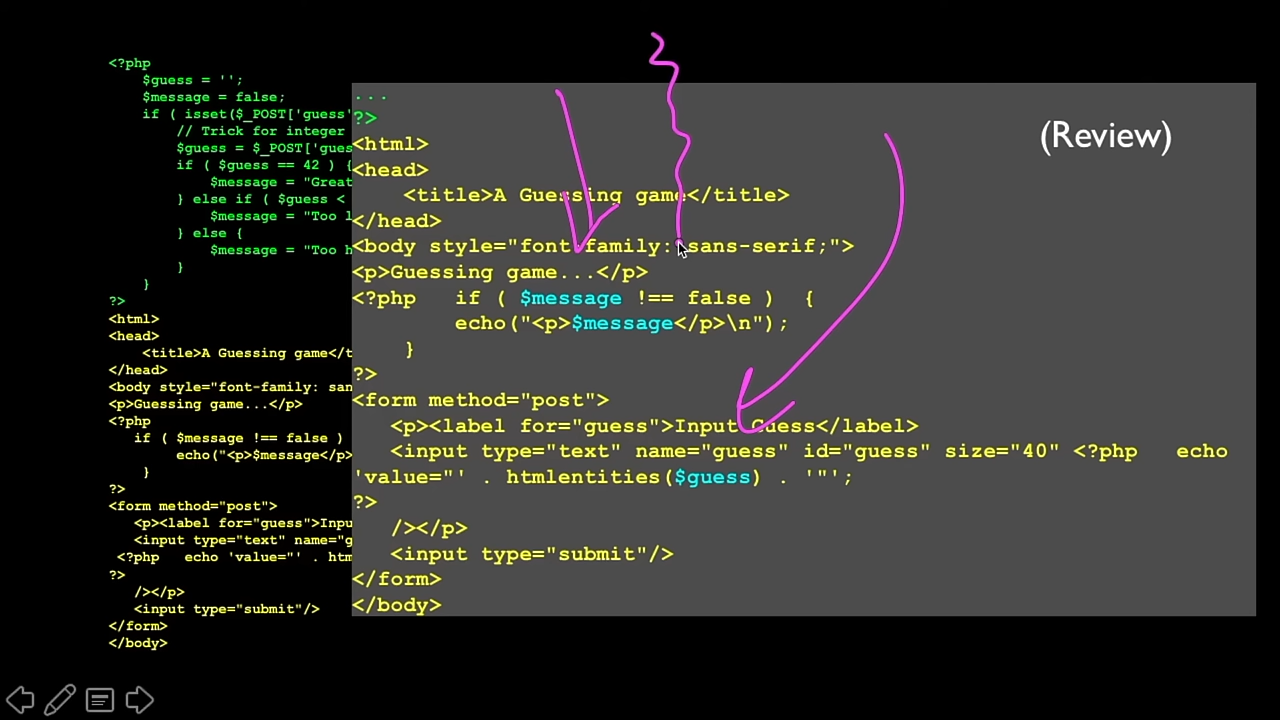 <?php
$guess = '';
$message = false;
if ( isset($_POST['guess'
// Trick for integer
$guess = $_POST['gues
if ( $guess == 42 ) {
$message = "Great
} else if ( $guess <
$message = "Too l
} else {
$message = "Too h
}
}
?>
<html>
<head>
<title>A Guessing game</t
</head>
<body style="font-family: san
<p>Guessing game...</p>
<?php
if ( $message !== false )
echo("<p>$message</p>
}
?>
<form method="post">
<p><label for="guess">Inpu
<input type="text" name="g
<?php   echo 'value="' . htm
?>
/></p>
<input type="submit"/>
</form>
</body>
(Review)
...
?>
<html>
<head>
<title>A Guessing game</title>
</head>
<body style="font-family: sans-serif;">
<p>Guessing game...</p>
<?php   if ( $message !== false )  {
echo("<p>$message</p>\n");
}
?>
<form method="post">
<p><label for="guess">Input Guess</label>
<input type="text" name="guess" id="guess" size="40" <?php   echo
'value="' . htmlentities($guess) . '"';
?>
/></p>
<input type="submit"/>
</form>
</body>